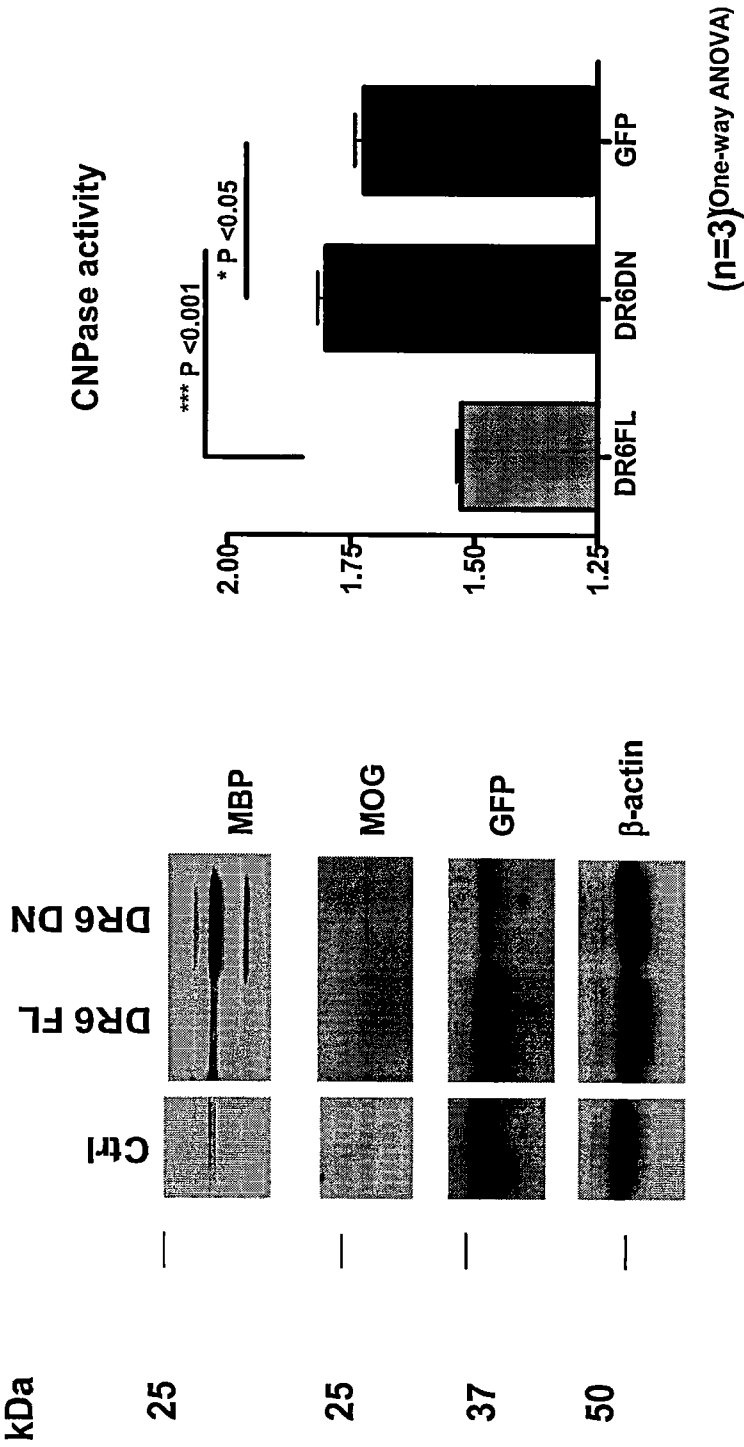 kDa
25
25
37
50
Ctrl
DR6 FL
DR6 DN
MBP
MOG
GFP
β-actin
CNPase activity
*** P <0.001
* P <0.05
2.00
1.75
1.50
1.25
DR6FL
DR6DN
GFP
(n=3)(One-way ANOVA)